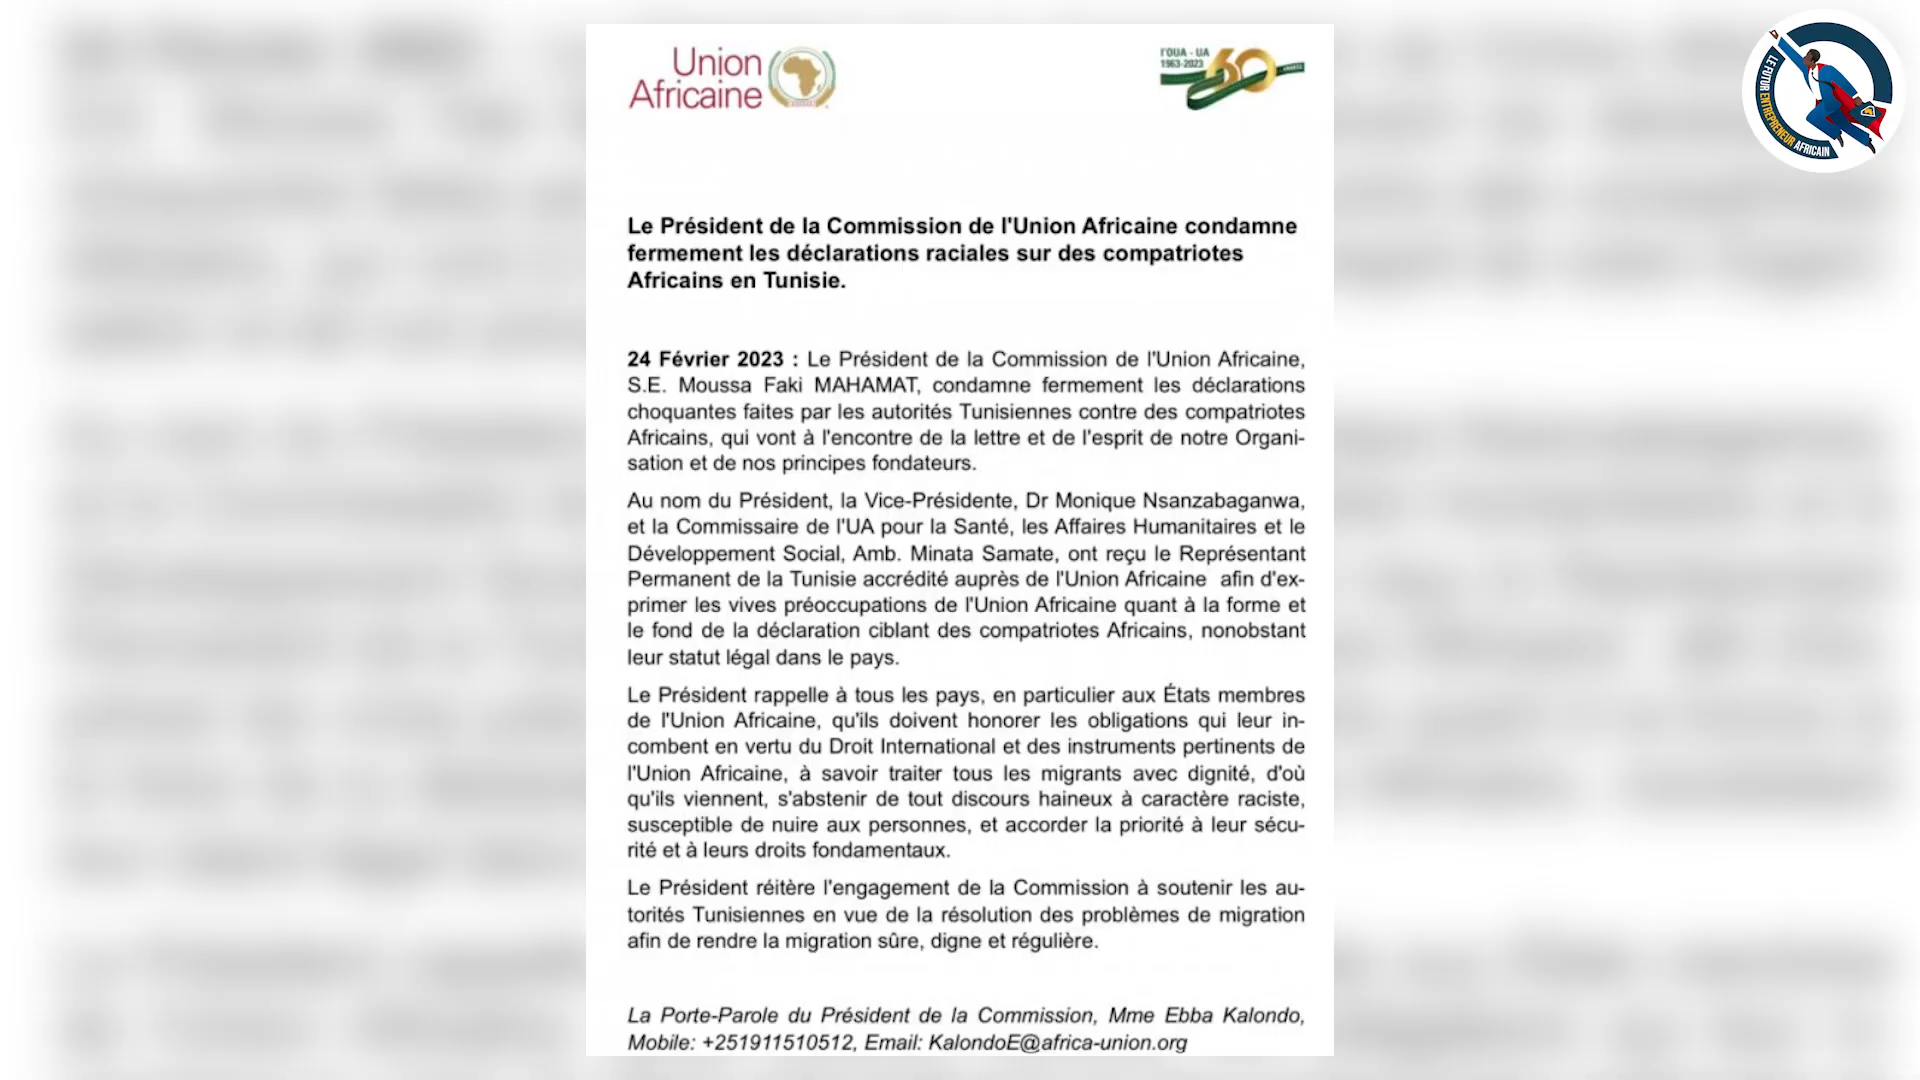 Union
Africaine
l'OUA - UA
1963-2023
60
LE FUTUR ENTREPRENEUR AFRICAIN
Le Président de la Commission de l'Union Africaine condamne
fermement les déclarations raciales sur des compatriotes
Africains en Tunisie.
24 Février 2023 : Le Président de la Commission de l'Union Africaine,
S.E. Moussa Faki MAHAMAT, condamne fermement les déclarations
choquantes faites par les autorités Tunisiennes contre des compatriotes
Africains, qui vont à l'encontre de la lettre et de l'esprit de notre Organi-
sation et de nos principes fondateurs.
Au nom du Président, la Vice-Présidente, Dr Monique Nsanzabaganwa,
et la Commissaire de l'UA pour la Santé, les Affaires Humanitaires et le
Développement Social, Amb. Minata Samate, ont reçu le Représentant
Permanent de la Tunisie accrédité auprès de l'Union Africaine  afin d'ex-
primer les vives préoccupations de l'Union Africaine quant à la forme et
le fond de la déclaration ciblant des compatriotes Africains, nonobstant
leur statut légal dans le pays.
Le Président rappelle à tous les pays, en particulier aux États membres
de l'Union Africaine, qu'ils doivent honorer les obligations qui leur in-
combent en vertu du Droit International et des instruments pertinents de
l'Union Africaine, à savoir traiter tous les migrants avec dignité, d'où
qu'ils viennent, s'abstenir de tout discours haineux à caractère raciste,
susceptible de nuire aux personnes, et accorder la priorité à leur sécu-
rité et à leurs droits fondamentaux.
Le Président réitère l'engagement de la Commission à soutenir les au-
torités Tunisiennes en vue de la résolution des problèmes de migration
afin de rendre la migration sûre, digne et régulière.
La Porte-Parole du Président de la Commission, Mme Ebba Kalondo,
Mobile: +251911510512, Email: KalondoE@africa-union.org